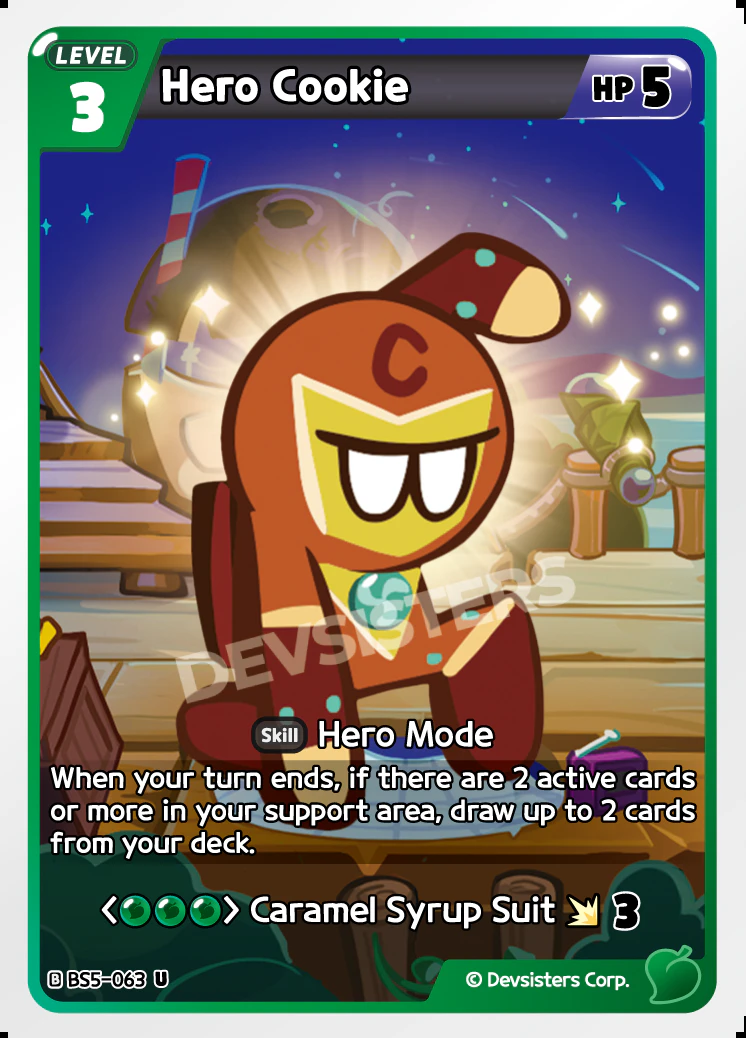 LEVEL
3
Hero Cookie
HP 5
C
DEVSISTERS
Skill Hero Mode
When your turn ends, if there are 2 active cards
or more in your support area, draw up to 2 cards
from your deck.
Caramel Syrup Suit 3
B BS5-063 U
© Devsisters Corp.